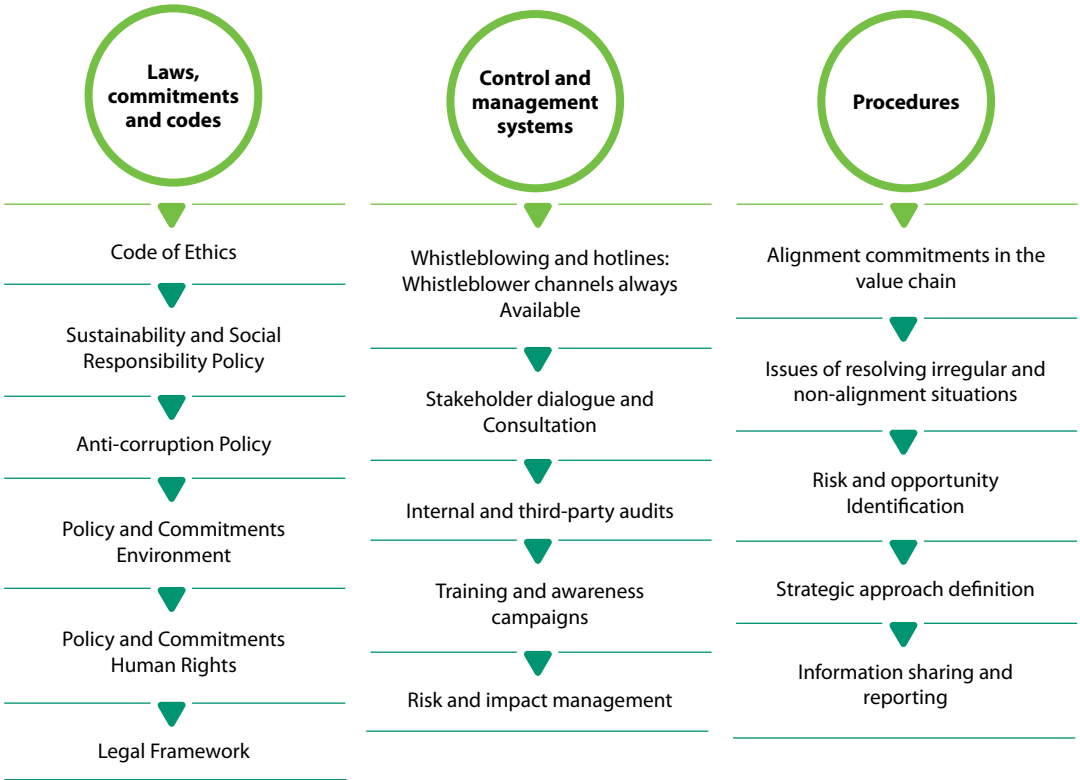 Laws,
commitments
and codes
Code of Ethics
Sustainability and Social
Responsibility Policy
Anti-corruption Policy
Policy and Commitments
Environment
Policy and Commitments
Human Rights
Legal Framework
Control and
management
systems
Whistleblowing and hotlines:
Whistleblower channels always
Available
Stakeholder dialogue and
Consultation
Internal and third-party audits
Training and awareness
campaigns
Risk and impact management
Procedures
Alignment commitments in the
value chain
Issues of resolving irregular and
non-alignment situations
Risk and opportunity
Identification
Strategic approach definition
Information sharing and
reporting